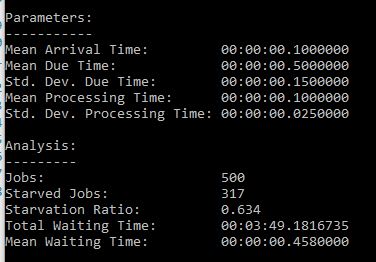 Parameters:
-----------
Mean Arrival Time: 00:00:00.1000000
Mean Due Time: 00:00:00.5000000
Std. Dev. Due Time: 00:00:00.1500000
Mean Processing Time: 00:00:00.1000000
Std. Dev. Processing Time: 00:00:00.0250000
Analysis:
---------
Jobs: 500
Starved Jobs: 317
Starvation Ratio: 0.634
Total Waiting Time: 00:03:49.1816735
Mean Waiting Time: 00:00:00.4580000